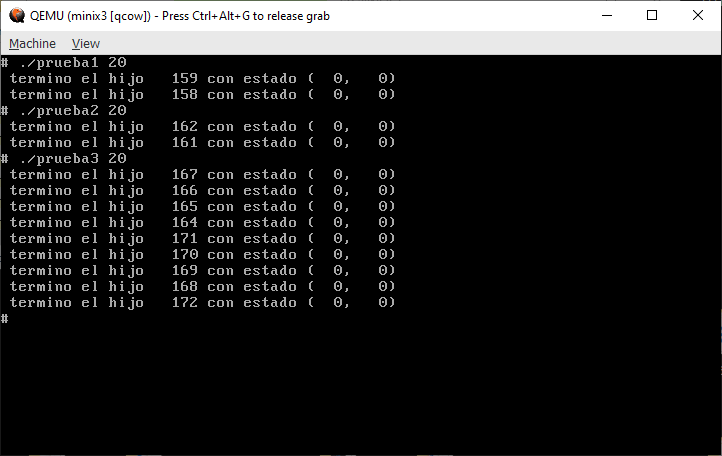 QEMU (minix3 [qcow]) - Press Ctrl+Alt+G to release grab
Machine View
# ./prueba1 20
termino el hijo   159 con estado (  0,   0)
termino el hijo   158 con estado (  0,   0)
# ./prueba2 20
termino el hijo   162 con estado (  0,   0)
termino el hijo   161 con estado (  0,   0)
# ./prueba3 20
termino el hijo   167 con estado (  0,   0)
termino el hijo   166 con estado (  0,   0)
termino el hijo   165 con estado (  0,   0)
termino el hijo   164 con estado (  0,   0)
termino el hijo   171 con estado (  0,   0)
termino el hijo   170 con estado (  0,   0)
termino el hijo   169 con estado (  0,   0)
termino el hijo   168 con estado (  0,   0)
termino el hijo   172 con estado (  0,   0)
#